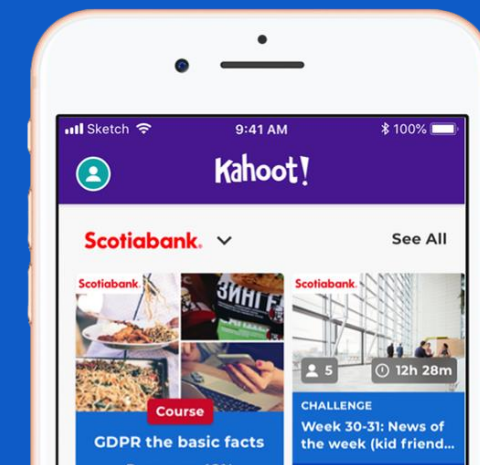 Sketch
9:41 AM
100%
Kahoot!
Scotiabank.
See All
Scotiabank.
Scotiabank.
5
12h 28m
Course
CHALLENGE
GDPR the basic facts
Week 30-31: News of
the week (kid friend...